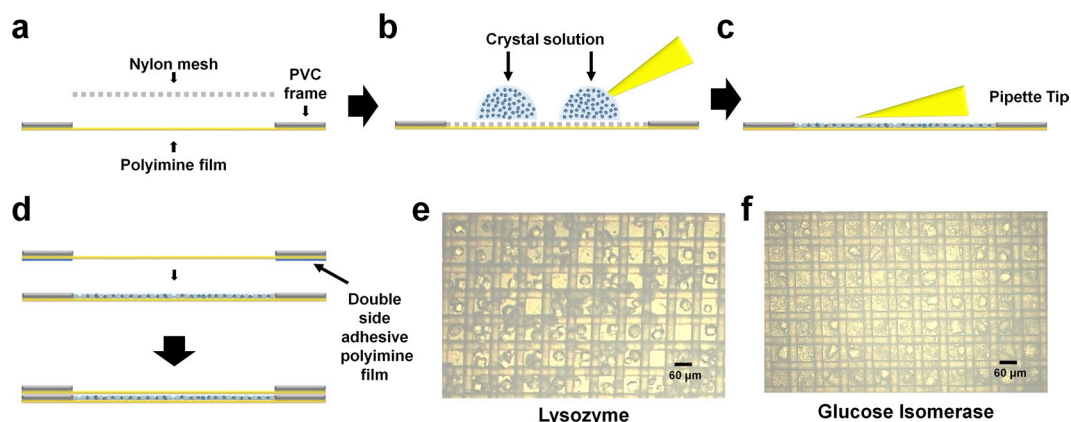 a
Nylon mesh
PVC
frame
Polyimine film
b
Crystal solution
c
Pipette Tip
d
Double
side
adhesive
polyimine
film
e
60 µm
Lysozyme
f
60 µm
Glucose Isomerase